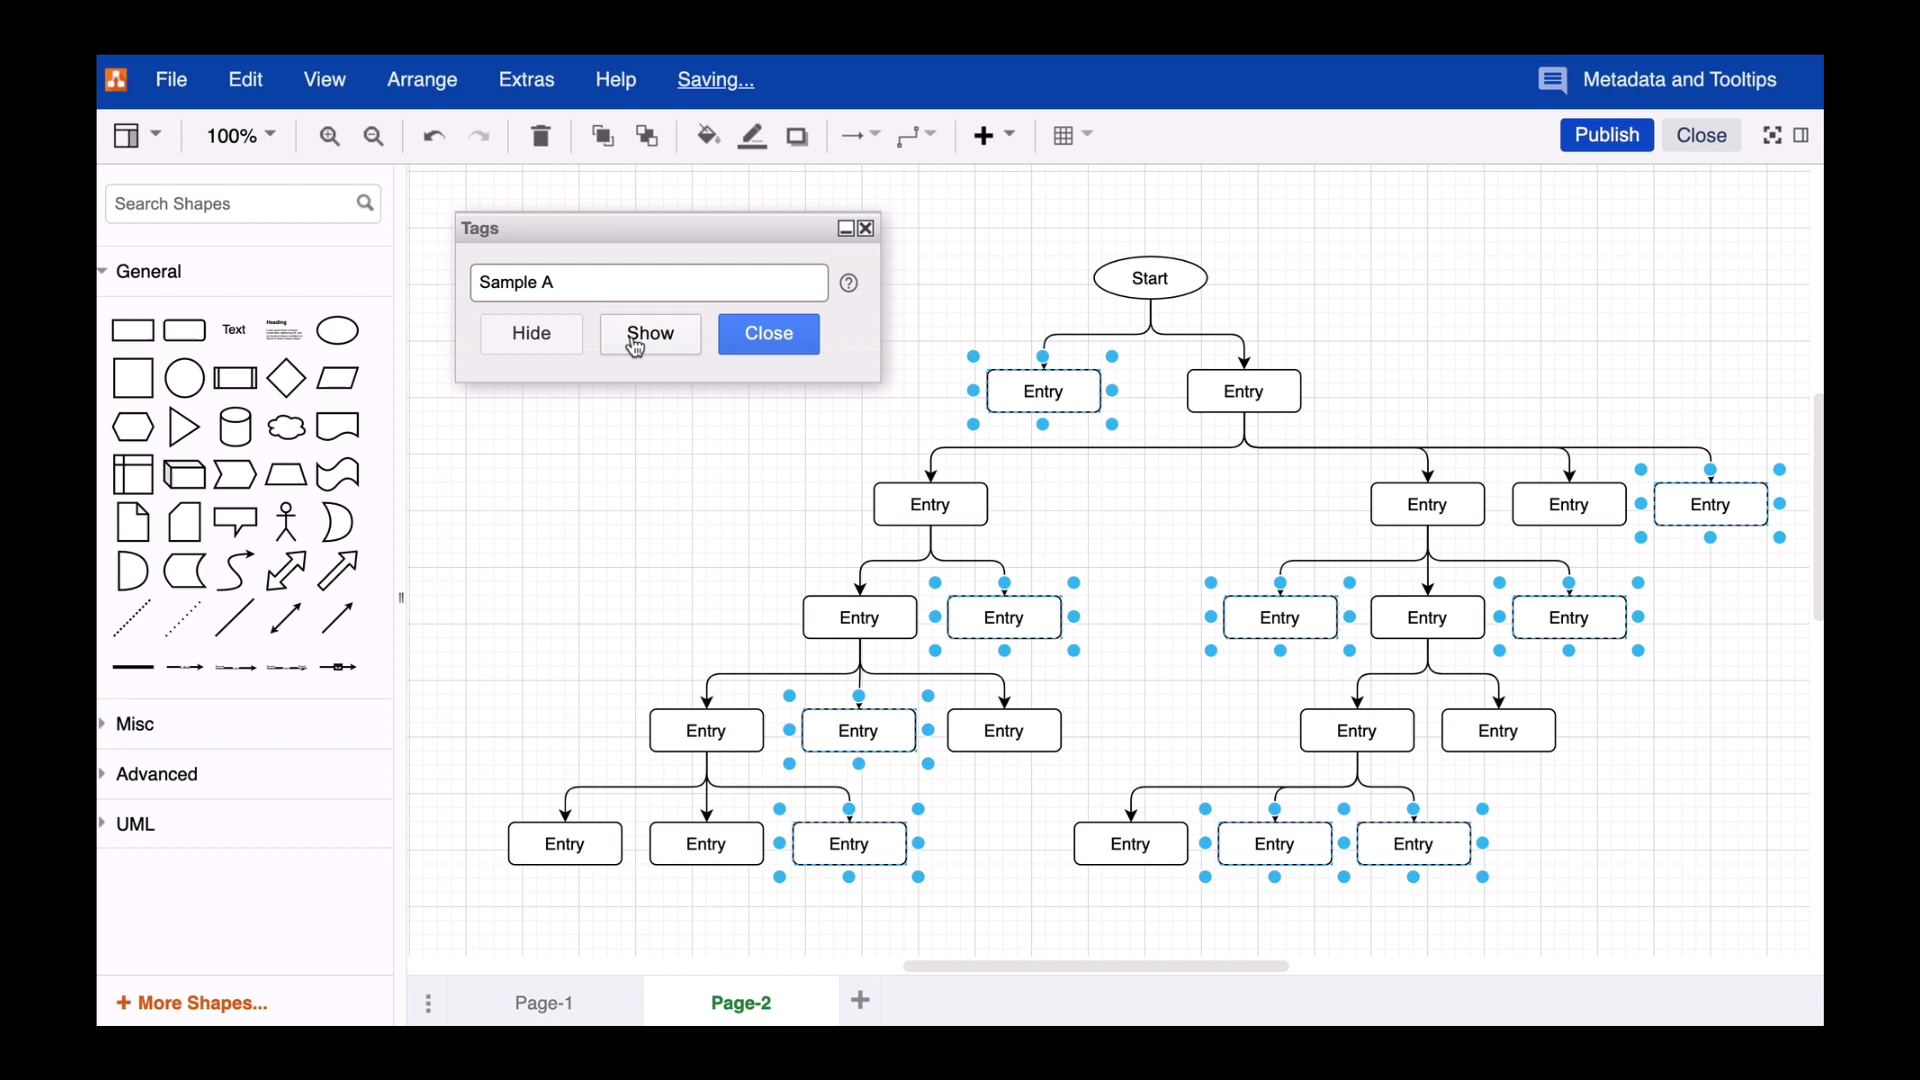 File Edit View Arrange Extras Help Saving... Metadata and Tooltips
100% Publish Close
Search Shapes
General
Text Heading
Misc
Advanced
UML
+ More Shapes...
Tags
Sample A
Hide Show Close
Start
Entry Entry
Entry Entry Entry Entry
Entry Entry Entry Entry Entry
Entry Entry Entry Entry Entry
Entry Entry Entry Entry Entry Entry
Page-1 Page-2